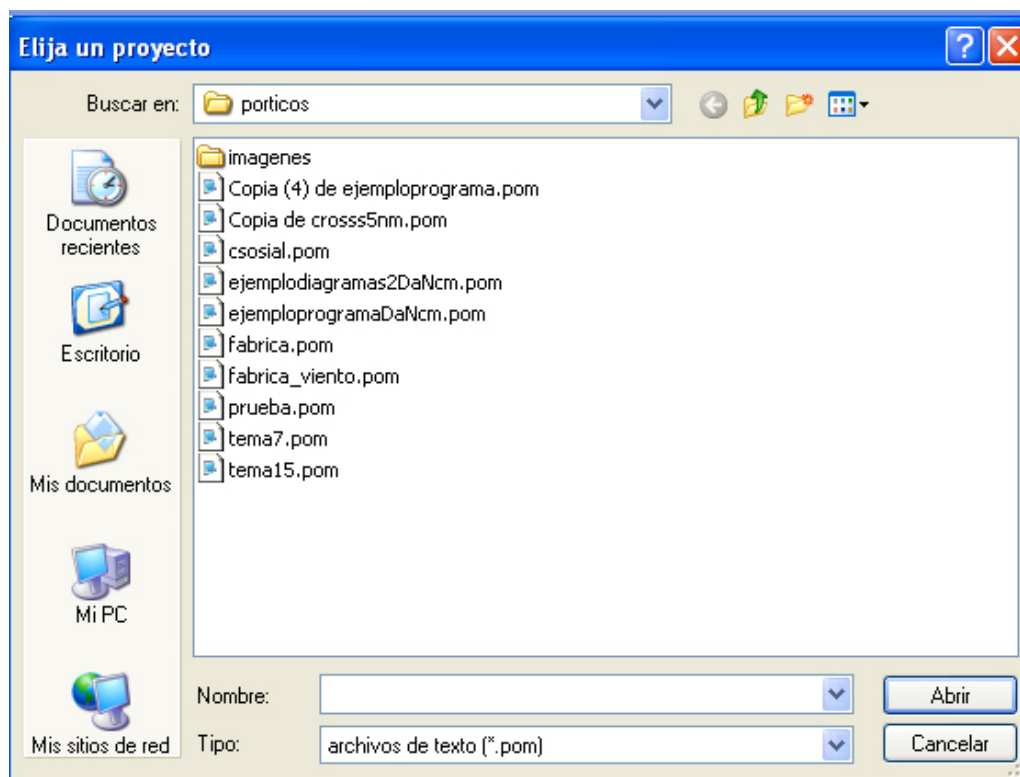 Elija un proyecto
Buscar en:
porticos
Documentos
recientes
Escritorio
Mis documentos
Mi PC
Mis sitios de red
imagenes
Copia (4) de ejemploprograma.pom
Copia de crosss5nm.pom
csosial.pom
ejemplodiagramas2DaNcm.pom
ejemploprogramaDaNcm.pom
fabrica.pom
fabrica_viento.pom
prueba.pom
tema7.pom
tema15.pom
Nombre:
Abrir
Tipo:
archivos de texto (*.pom)
Cancelar